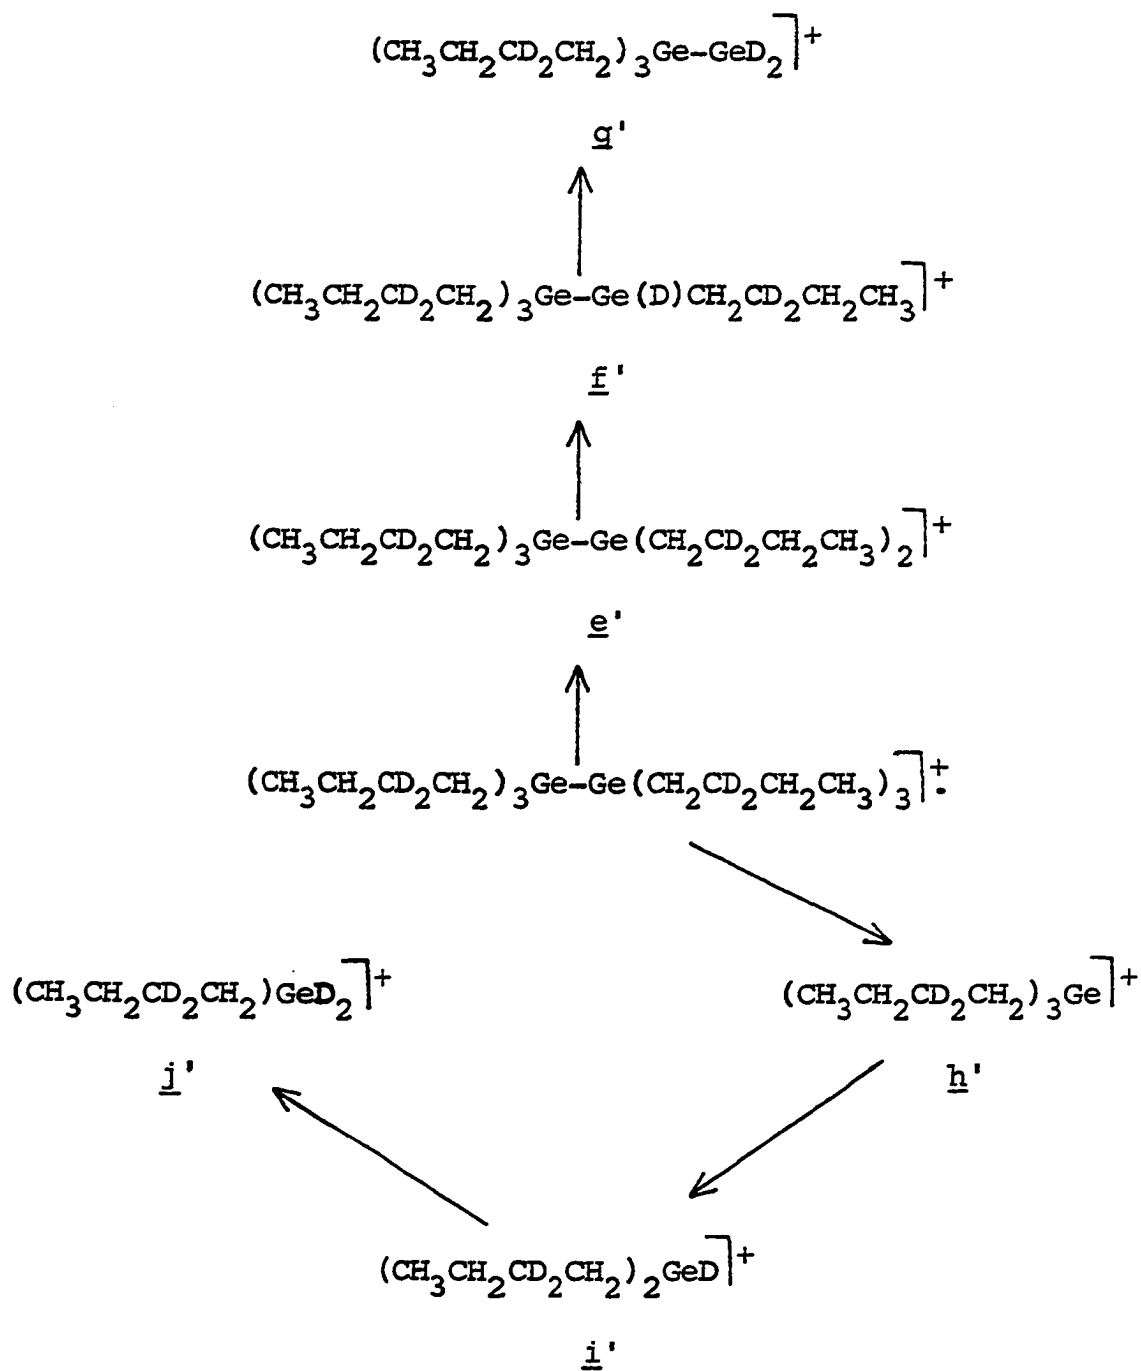 (CH₃CH₂CD₂CH₂)₃Ge-GeD₂⁺
g'
(CH₃CH₂CD₂CH₂)₃Ge-Ge(D)CH₂CD₂CH₂CH₃⁺
f'
(CH₃CH₂CD₂CH₂)₃Ge-Ge(CH₂CD₂CH₂CH₃)₂⁺
e'
(CH₃CH₂CD₂CH₂)₃Ge-Ge(CH₂CD₂CH₂CH₃)₃⁺·
(CH₃CH₂CD₂CH₂)GeD₂⁺
j'
(CH₃CH₂CD₂CH₂)₃Ge⁺
h'
(CH₃CH₂CD₂CH₂)₂GeD⁺
i'